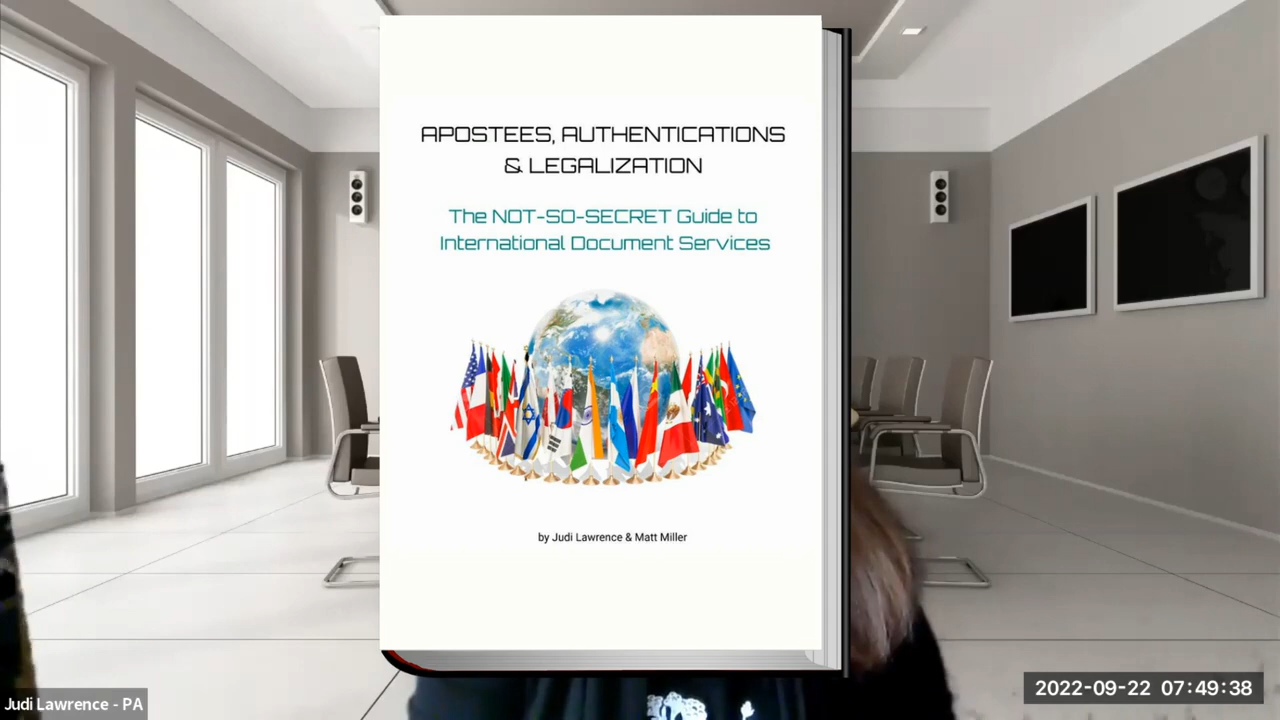 APOSTEES, AUTHENTICATIONS
& LEGALIZATION
The NOT-SO-SECRET Guide to
International Document Services
by Judi Lawrence & Matt Miller
Judi Lawrence - PA
2022-09-22 07:49:38